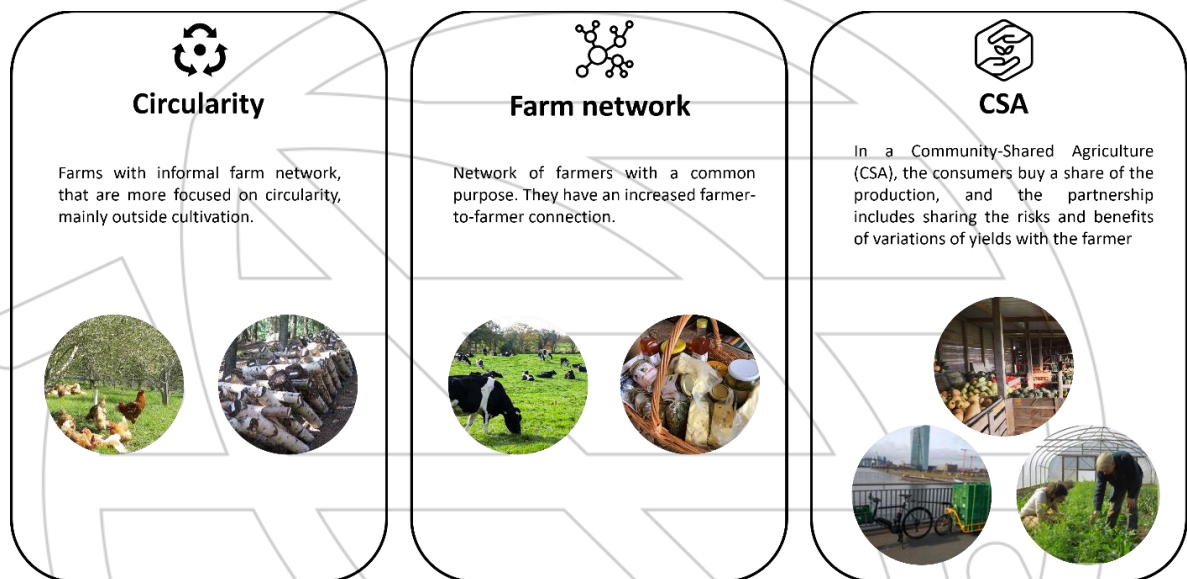 Circularity
Farms with informal farm network,
that are more focused on circularity,
mainly outside cultivation.
Farm network
Network of farmers with a common
purpose. They have an increased farmer-
to-farmer connection.
CSA
In a Community-Shared Agriculture
(CSA), the consumers buy a share of the
production, and the partnership
includes sharing the risks and benefits
of variations of yields with the farmer